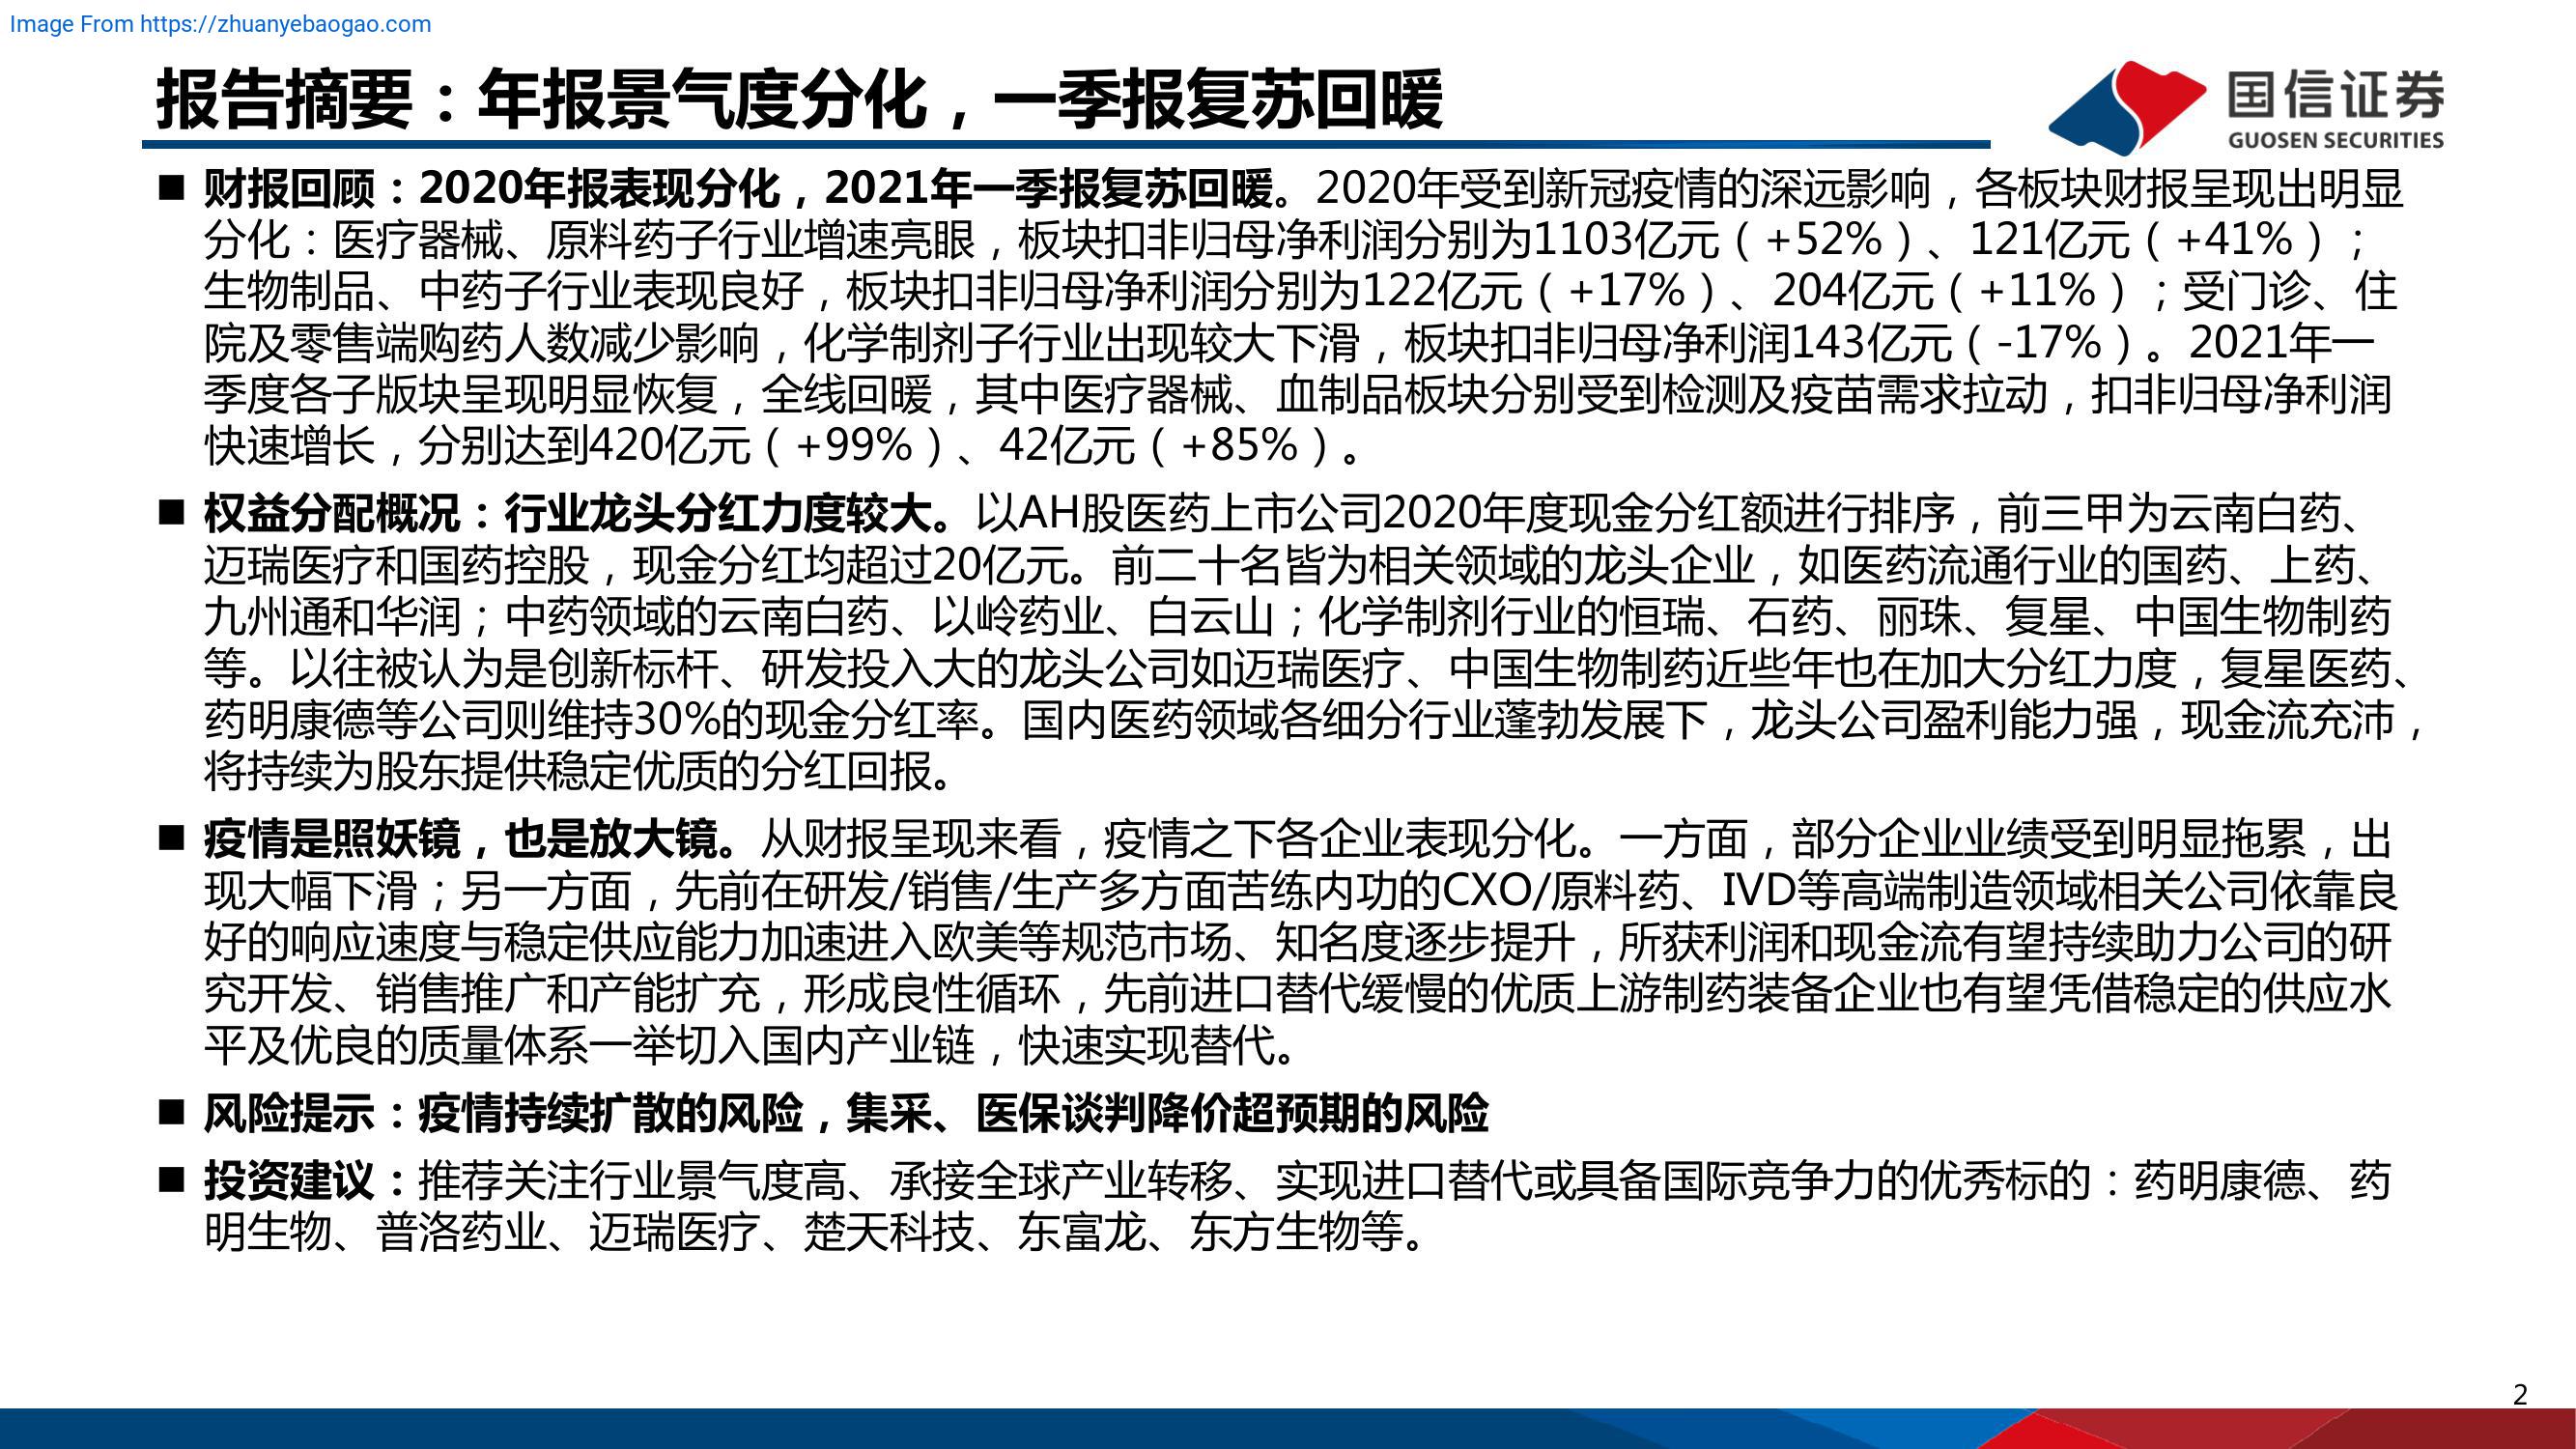 Image From https://zhuanyebaogao.com
报告摘要：年报景气度分化，一季报复苏回暖
国信证券
GUOSEN SECURITIES
■ 财报回顾：2020年报表现分化，2021年一季报复苏回暖。2020年受到新冠疫情的深远影响，各板块财报呈现出明显
分化：医疗器械、原料药子行业增速亮眼，板块扣非归母净利润分别为1103亿元（+52%）、121亿元（+41%）；
生物制品、中药子行业表现良好，板块扣非归母净利润分别为122亿元（+17%）、204亿元（+11%）；受门诊、住
院及零售端购药人数减少影响，化学制剂子行业出现较大下滑，板块扣非归母净利润143亿元（-17%）。2021年一
季度各子版块呈现明显恢复，全线回暖，其中医疗器械、血制品板块分别受到检测及疫苗需求拉动，扣非归母净利润
快速增长，分别达到420亿元（+99%）、42亿元（+85%）。
■ 权益分配概况：行业龙头分红力度较大。以AH股医药上市公司2020年度现金分红额进行排序，前三甲为云南白药、
迈瑞医疗和国药控股，现金分红均超过20亿元。前二十名皆为相关领域的龙头企业，如医药流通行业的国药、上药、
九州通和华润；中药领域的云南白药、以岭药业、白云山；化学制剂行业的恒瑞、石药、丽珠、复星、中国生物制药
等。以往被认为是创新标杆、研发投入大的龙头公司如迈瑞医疗、中国生物制药近些年也在加大分红力度，复星医药、
药明康德等公司则维持30%的现金分红率。国内医药领域各细分行业蓬勃发展下，龙头公司盈利能力强，现金流充沛，
将持续为股东提供稳定优质的分红回报。
■ 疫情是照妖镜，也是放大镜。从财报呈现来看，疫情之下各企业表现分化。一方面，部分企业业绩受到明显拖累，出
现大幅下滑；另一方面，先前在研发/销售/生产多方面苦练内功的CXO/原料药、IVD等高端制造领域相关公司依靠良
好的响应速度与稳定供应能力加速进入欧美等规范市场、知名度逐步提升，所获利润和现金流有望持续助力公司的研
究开发、销售推广和产能扩充，形成良性循环，先前进口替代缓慢的优质上游制药装备企业也有望凭借稳定的供应水
平及优良的质量体系一举切入国内产业链，快速实现替代。
■ 风险提示：疫情持续扩散的风险，集采、医保谈判降价超预期的风险
■ 投资建议：推荐关注行业景气度高、承接全球产业转移、实现进口替代或具备国际竞争力的优秀标的：药明康德、药
明生物、普洛药业、迈瑞医疗、楚天科技、东富龙、东方生物等。
2